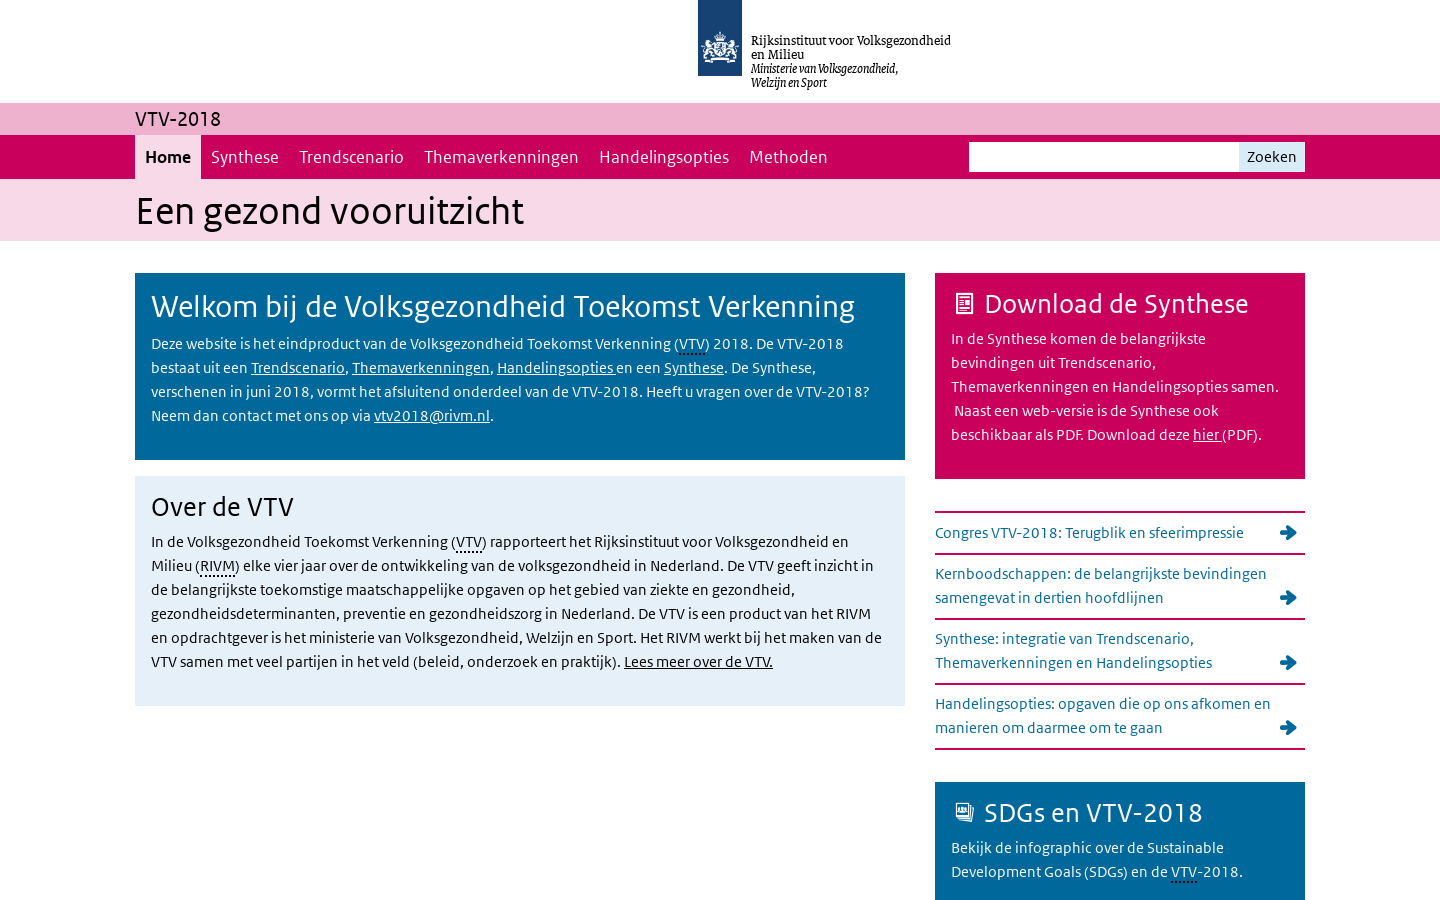 Rijksinstituut voor Volksgezondheid
en Milieu
Ministerie van Volksgezondheid,
Welzijn en Sport
VTV-2018
Home Synthese Trendscenario Themaverkenningen Handelingsopties Methoden Zoeken
Een gezond vooruitzicht
Welkom bij de Volksgezondheid Toekomst Verkenning
Deze website is het eindproduct van de Volksgezondheid Toekomst Verkenning (VTV) 2018. De VTV-2018
bestaat uit een Trendscenario, Themaverkenningen, Handelingsopties en een Synthese. De Synthese,
verschenen in juni 2018, vormt het afsluitend onderdeel van de VTV-2018. Heeft u vragen over de VTV-2018?
Neem dan contact met ons op via vtv2018@rivm.nl.
Over de VTV
In de Volksgezondheid Toekomst Verkenning (VTV) rapporteert het Rijksinstituut voor Volksgezondheid en
Milieu (RIVM) elke vier jaar over de ontwikkeling van de volksgezondheid in Nederland. De VTV geeft inzicht in
de belangrijkste toekomstige maatschappelijke opgaven op het gebied van ziekte en gezondheid,
gezondheidsdeterminanten, preventie en gezondheidszorg in Nederland. De VTV is een product van het RIVM
en opdrachtgever is het ministerie van Volksgezondheid, Welzijn en Sport. Het RIVM werkt bij het maken van de
VTV samen met veel partijen in het veld (beleid, onderzoek en praktijk). Lees meer over de VTV.
Download de Synthese
In de Synthese komen de belangrijkste
bevindingen uit Trendscenario,
Themaverkenningen en Handelingsopties samen.
Naast een web-versie is de Synthese ook
beschikbaar als PDF. Download deze hier (PDF).
Congres VTV-2018: Terugblik en sfeerimpressie
Kernboodschappen: de belangrijkste bevindingen
samengevat in dertien hoofdlijnen
Synthese: integratie van Trendscenario,
Themaverkenningen en Handelingsopties
Handelingsopties: opgaven die op ons afkomen en
manieren om daarmee om te gaan
SDGs en VTV-2018
Bekijk de infographic over de Sustainable
Development Goals (SDGs) en de VTV-2018.